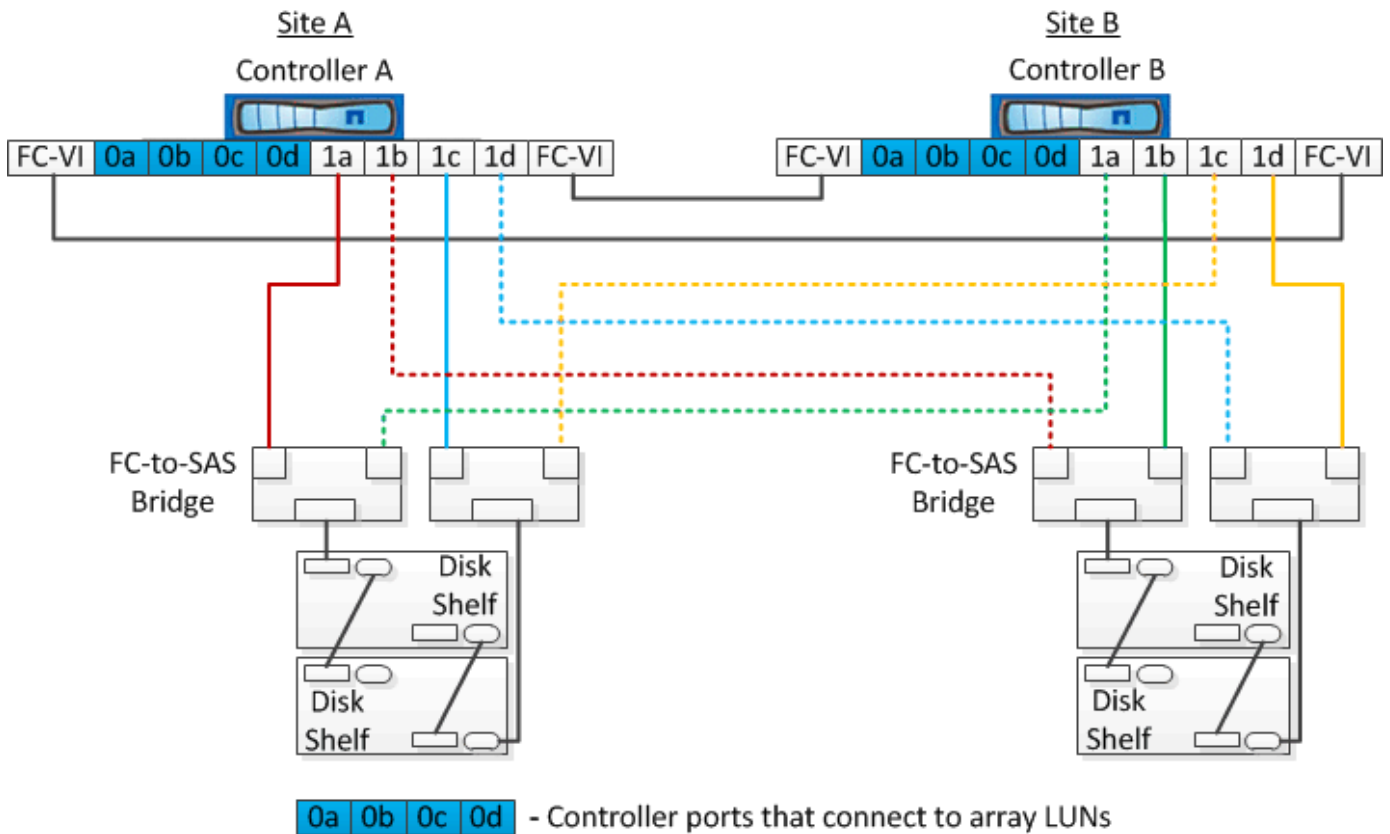 Site A Site B
Controller A Controller B
FC-VI 0a 0b 0c 0d 1a 1b 1c 1d FC-VI FC-VI 0a 0b 0c 0d 1a 1b 1c 1d FC-VI
FC-to-SAS FC-to-SAS
Bridge Bridge
Disk Disk
Shelf Shelf
Disk Disk
Shelf Shelf
0a 0b 0c 0d - Controller ports that connect to array LUNs